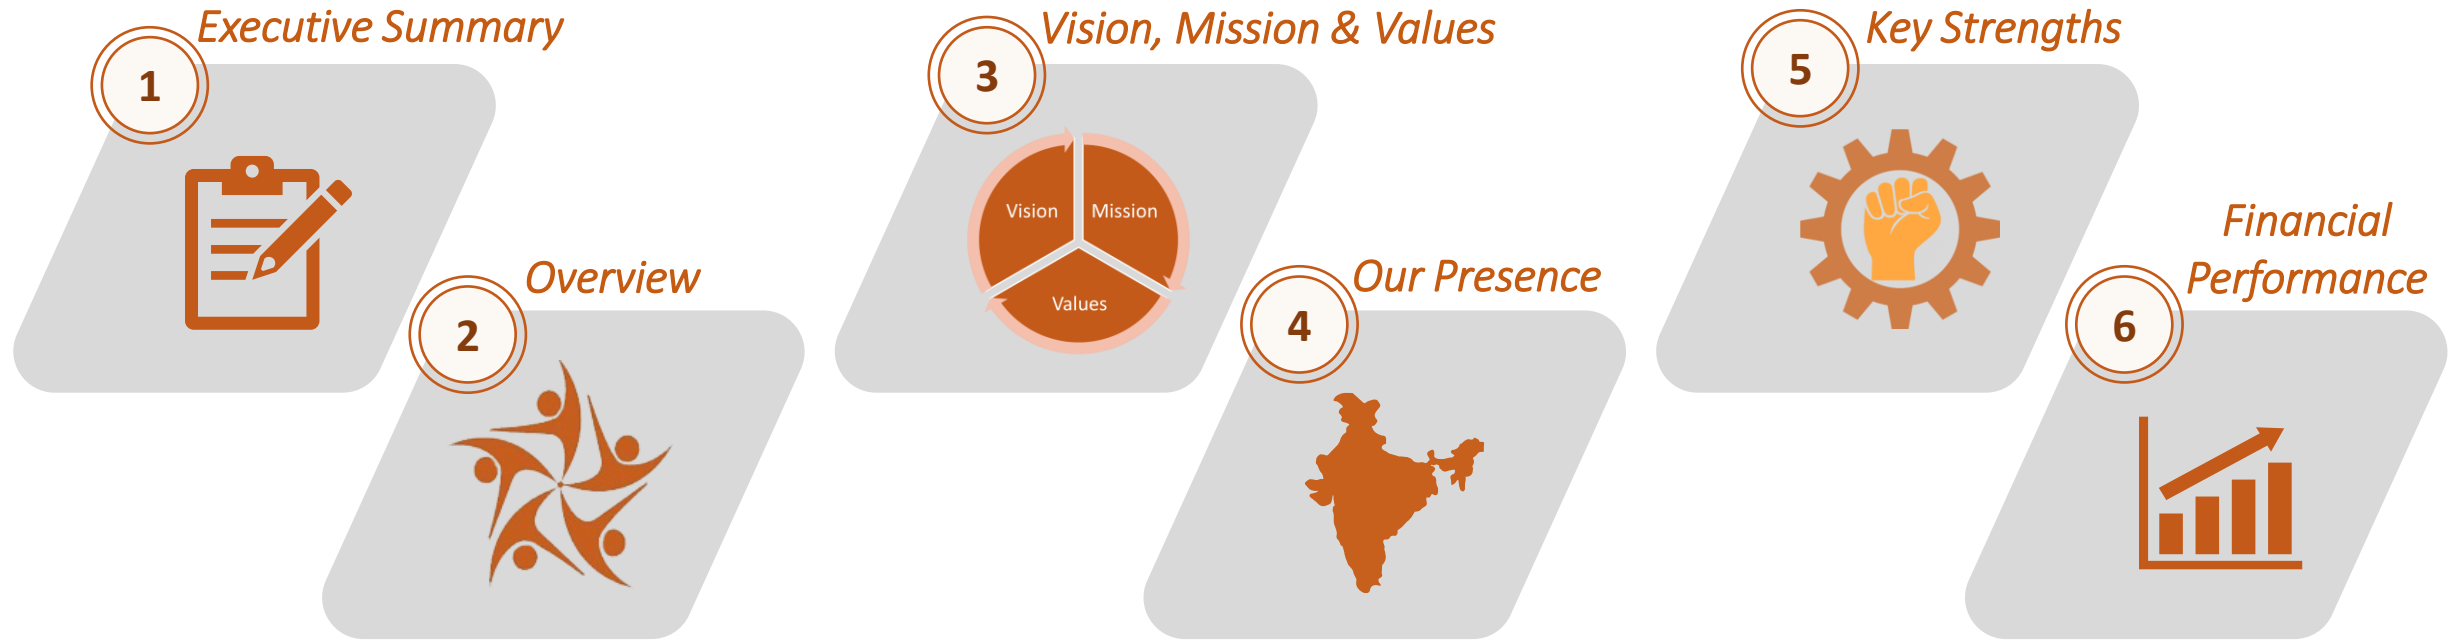 1
Executive Summary
2
Overview
3
Vision, Mission & Values
Vision
Mission
Values
4
Our Presence
5
Key Strengths
6
Financial
Performance